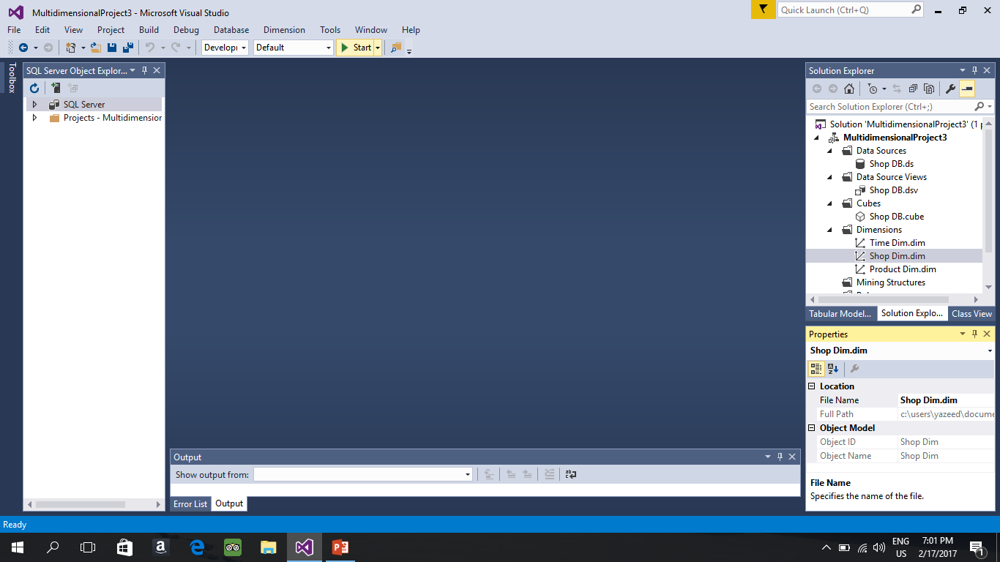 MultidimensionalProject3 - Microsoft Visual Studio
Quick Launch (Ctrl+Q)
File Edit View Project Build Debug Database Dimension Tools Window Help
Develop Default Start
Toolbox
SQL Server Object Explor...
SQL Server
Projects - Multidimension
Solution Explorer
Search Solution Explorer (Ctrl+;)
Solution 'MultidimensionalProject3' (1 p
MultidimensionalProject3
Data Sources
Shop DB.ds
Data Source Views
Shop DB.dsv
Cubes
Shop DB.cube
Dimensions
Time Dim.dim
Shop Dim.dim
Product Dim.dim
Mining Structures
Tabular Model... Solution Explo... Class View
Properties
Shop Dim.dim
Location
File Name Shop Dim.dim
Full Path c:\users\yazeed\docume
Object Model
Object ID Shop Dim
Object Name Shop Dim
File Name
Specifies the name of the file.
Output
Show output from:
Error List Output
Ready
ENG
US
7:01 PM
2/17/2017
1